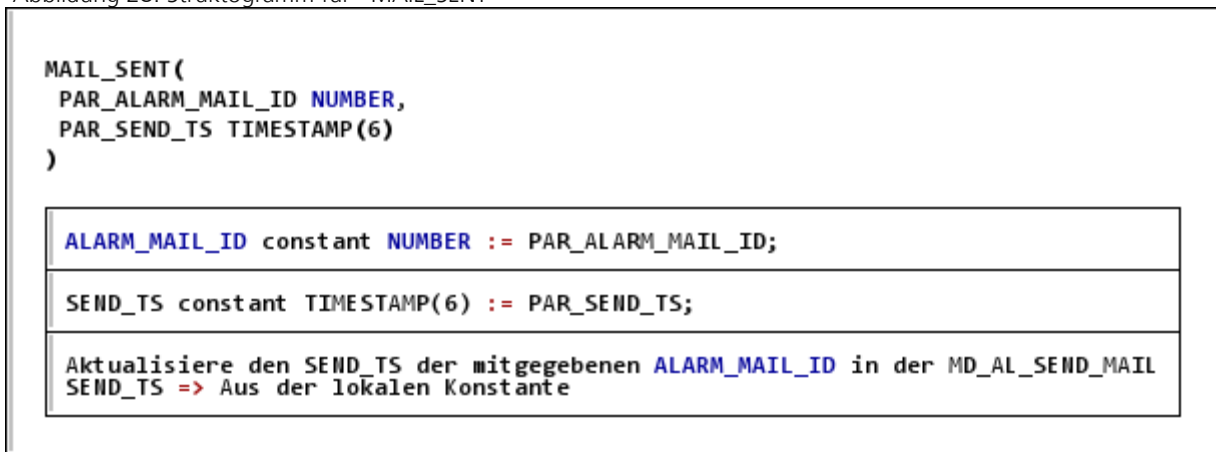 MAIL_SENT(
PAR_ALARM_MAIL_ID NUMBER,
PAR_SEND_TS TIMESTAMP(6)
)
ALARM_MAIL_ID constant NUMBER := PAR_ALARM_MAIL_ID;
SEND_TS constant TIMESTAMP(6) := PAR_SEND_TS;
Aktualisiere den SEND_TS der mitgegebenen ALARM_MAIL_ID in der MD_AL_SEND_MAIL
SEND_TS => Aus der lokalen Konstante